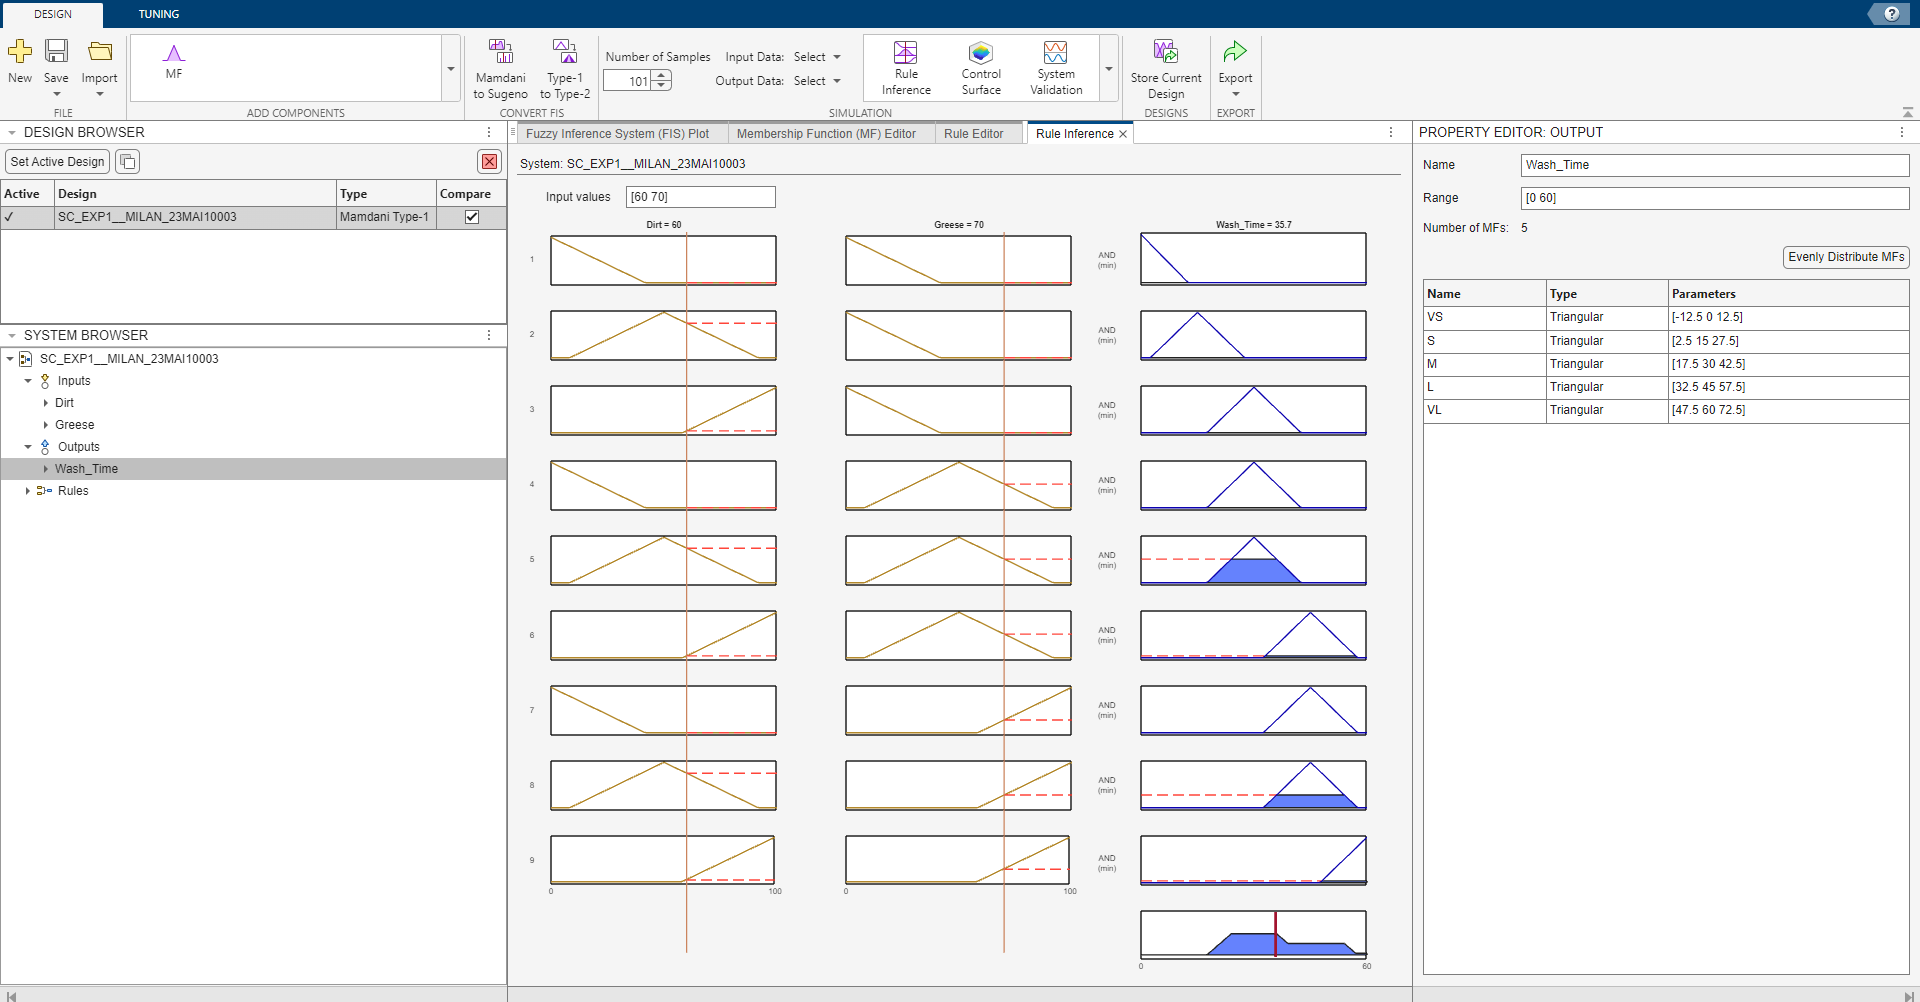 DESIGN TUNING
?
New Save Import
MF
Mamdani to Sugeno
Type-1 to Type-2
Number of Samples
101
Input Data: Select
Output Data: Select
Rule Inference
Control Surface
System Validation
Store Current Design
Export
FILE ADD COMPONENTS CONVERT FIS SIMULATION DESIGNS EXPORT
DESIGN BROWSER
Set Active Design
Active Design Type Compare
✓ SC_EXP1__MILAN_23MAI10003 Mamdani Type-1
SYSTEM BROWSER
SC_EXP1__MILAN_23MAI10003
Inputs
Dirt
Greese
Outputs
Wash_Time
Rules
Fuzzy Inference System (FIS) Plot Membership Function (MF) Editor Rule Editor Rule Inference
System: SC_EXP1__MILAN_23MAI10003
Input values [60 70]
Dirt = 60 Greese = 70 Wash_Time = 35.7
1 AND (min)
2 AND (min)
3 AND (min)
4 AND (min)
5 AND (min)
6 AND (min)
7 AND (min)
8 AND (min)
9 AND (min)
0 100 0 100
0 60
PROPERTY EDITOR: OUTPUT
Name Wash_Time
Range [0 60]
Number of MFs: 5
Evenly Distribute MFs
Name Type Parameters
VS Triangular [-12.5 0 12.5]
S Triangular [2.5 15 27.5]
M Triangular [17.5 30 42.5]
L Triangular [32.5 45 57.5]
VL Triangular [47.5 60 72.5]